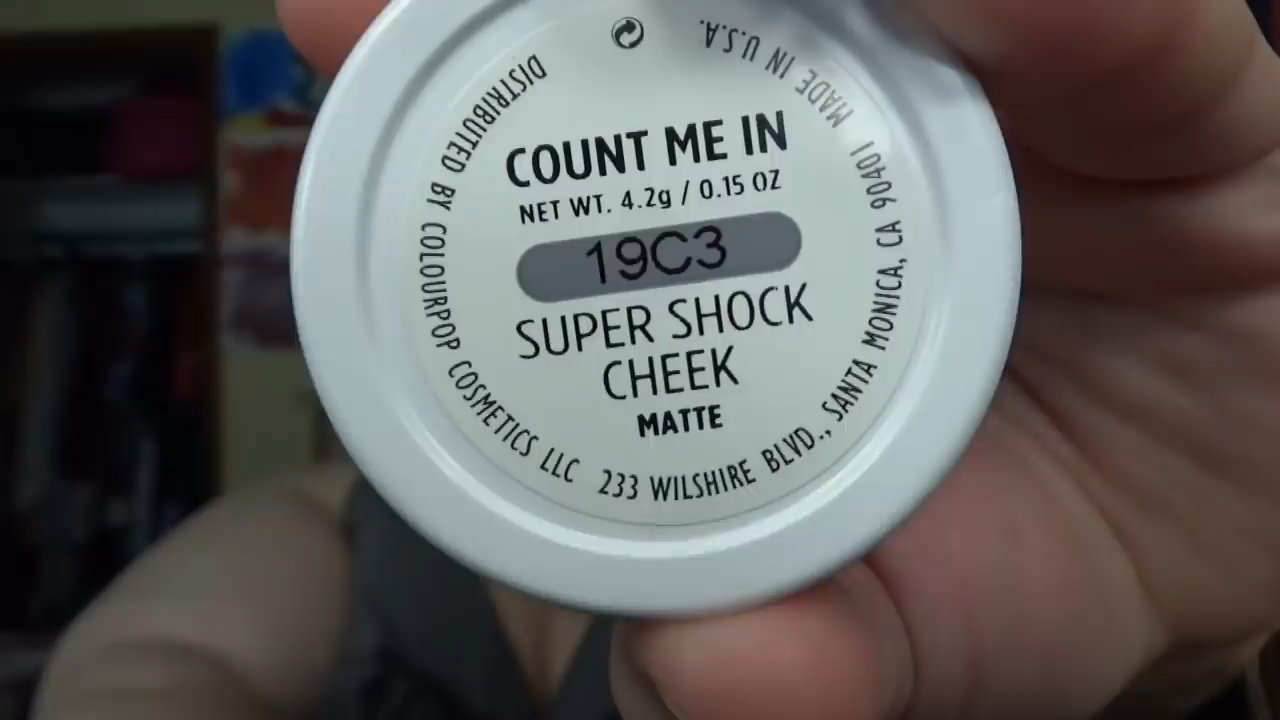 COUNT ME IN
NET WT. 4.2g / 0.15 OZ
19C3
SUPER SHOCK
CHEEK
MATTE
DISTRIBUTED BY COLOURPOP COSMETICS LLC 233 WILSHIRE BLVD., SANTA MONICA, CA 90401 MADE IN U.S.A.